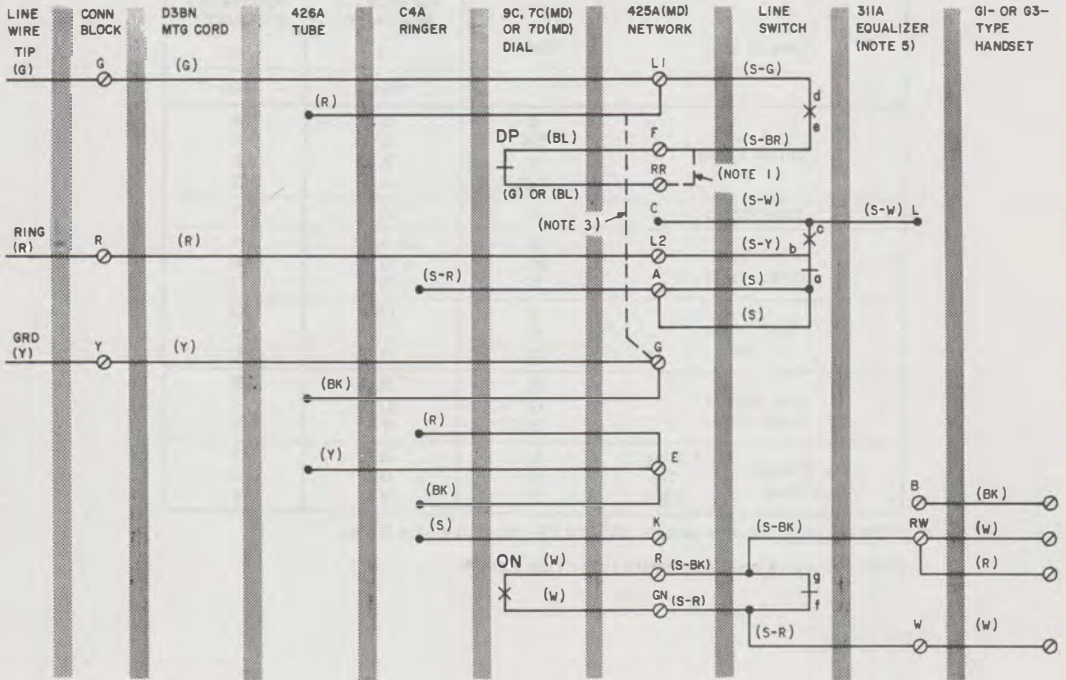 LINE WIRE
CONN BLOCK
D3BN MTG CORD
426A TUBE
C4A RINGER
9C, 7C(MD) OR 7D(MD) DIAL
425A(MD) NETWORK
LINE SWITCH
311A EQUALIZER (NOTE 5)
G1- OR G3- TYPE HANDSET
TIP (G)
G
(G)
L1
(S-G)
d
(R)
e
DP
(BL)
F
(S-BR)
RR
(NOTE 1)
(G) OR (BL)
(S-W)
C
(S-W) L
(NOTE 3)
c
RING (R)
R
(R)
L2
(S-Y)
b
(S-R)
A
(S)
a
(S)
GRD (Y)
Y
(Y)
G
(BK)
(R)
E
(Y)
B
(BK)
(BK)
(S)
K
(S-BK)
RW
(W)
ON
(W)
R
(S-BK)
(R)
g
(W)
GN
(S-R)
f
(S-R)
W
(W)